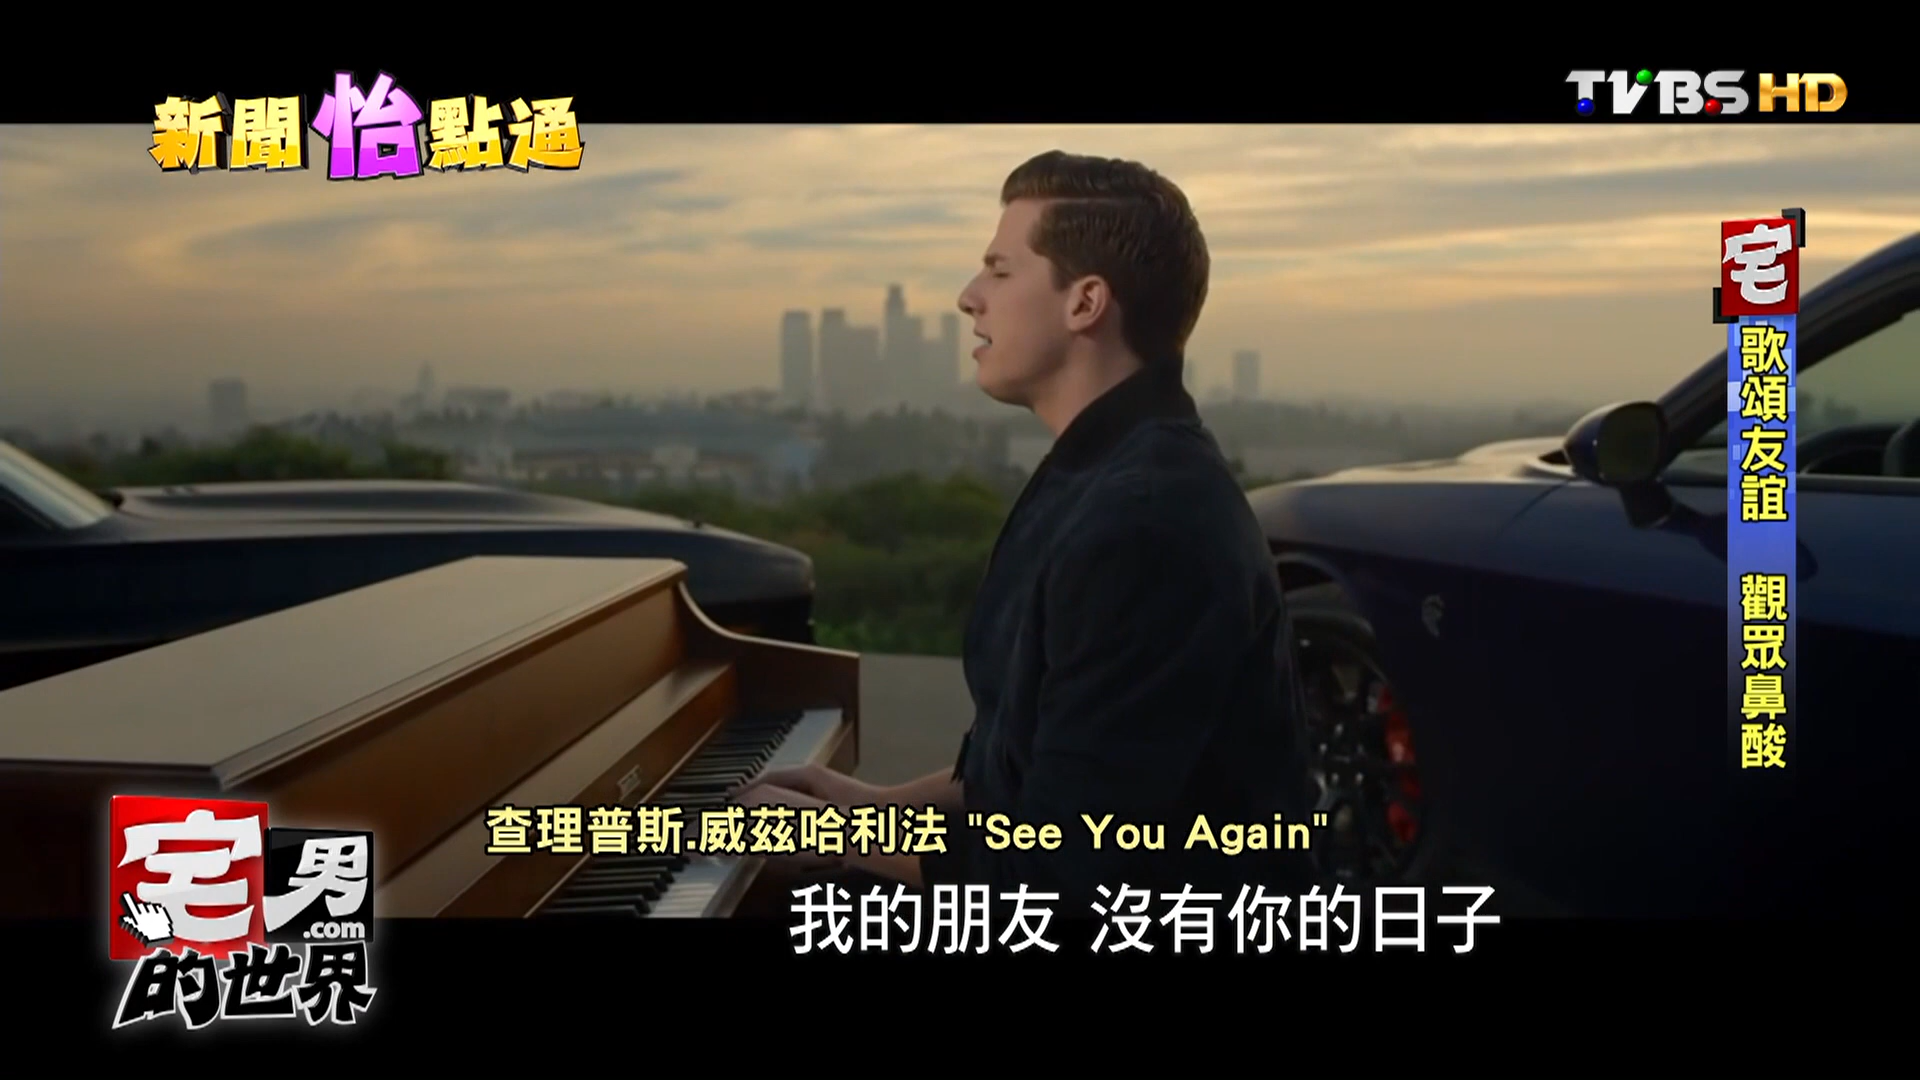 新聞怡點通
TVBS HD
宅
歌頌友誼 觀眾鼻酸
查理普斯.威茲哈利法 "See You Again"
我的朋友 沒有你的日子
宅男.com
的世界